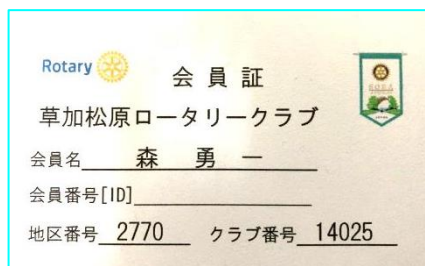 Rotary
会員証
草加松原ロータリークラブ
会員名 森 勇 一
会員番号[ID]
地区番号 2770 クラブ番号 14025